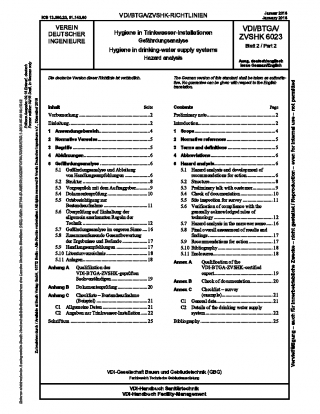 ICS 13.060.20, 91.140.60
VDI/BTGA/ZVSHK-RICHTLINIEN
Januar 2018
January 2018
VEREIN
DEUTSCHER
INGENIEURE
Hygiene in Trinkwasser-Installationen
Gefährdungsanalyse
Hygiene in drinking-water supply systems
Hazard analysis
VDI/BTGA/
ZVSHK 6023
Blatt 2 / Part 2
Ausg. deutsch/englisch
Issue German/English
Die deutsche Version dieser Richtlinie ist verbindlich.
The German version of this standard shall be taken as authorita-
tive. No guarantee can be given with respect to the English
translation.
Inhalt Seite
Vorbemerkung 2
Einleitung 2
1 Anwendungsbereich 4
2 Normative Verweise 4
3 Begriffe 5
4 Abkürzungen 6
5 Gefährdungsanalyse 6
5.1 Gefährdungsanalyse und Ableitung
von Handlungsempfehlungen 6
5.2 Struktur 8
5.3 Vorgespräch mit dem Auftraggeber 9
5.4 Dokumentenprüfung 10
5.5 Ortsbesichtigung zur
Bestandsaufnahme 11
5.6 Überprüfung auf Einhaltung der
allgemein anerkannten Regeln der
Technik 12
5.7 Gefährdungsanalyse im engeren Sinne 16
5.8 Zusammenfassende Gesamtbewertung
der Ergebnisse und Befunde 17
5.9 Handlungsempfehlungen 17
5.10 Literaturverzeichnis 18
5.11 Anlagen 18
Anhang A Qualifikation des
VDI-BTGA-ZVSHK-geprüften
Sachverständigen 19
Anhang B Dokumentenprüfung 20
Anhang C Checkliste – Bestandsaufnahme
(Beispiel) 21
C1 Allgemeine Daten 21
C2 Angaben zur Trinkwasser-Installation 22
Schrifttum 25
Contents Page
Preliminary note 2
Introduction 2
1 Scope 4
2 Normative references 4
3 Terms and definitions 5
4 Abbreviations 6
5 Hazard analysis 6
5.1 Hazard analysis and development of
recommendations for action 6
5.2 Structure 8
5.3 Preliminary talk with customer 9
5.4 Check of documentation 10
5.5 Site inspection for survey 11
5.6 Verification of compliance with the
generally acknowledged rules of
technology 12
5.7 Hazard analysis in the narrower sense 16
5.8 Final overall assessment of results and
findings 17
5.9 Recommendations for action 17
5.10 Bibliography 18
5.11 Enclosures 18
Annex A Qualification of the
VDI-BTGA-ZVSHK-certified
expert 19
Annex B Check of documentation 20
Annex C Checklist – survey
(example) 21
C1 General data 21
C2 Details of the drinking water supply
system 22
Bibliography 25
VDI-Gesellschaft Bauen und Gebäudetechnik (GBG)
Fachbereich Technische Gebäudeausrüstung
VDI-Handbuch Sanitärtechnik
VDI-Handbuch Facility-Management
Vervielfältigung – auch für innerbetriebliche Zwecke – nicht gestattet / Reproduction – even for internal use – not permitted